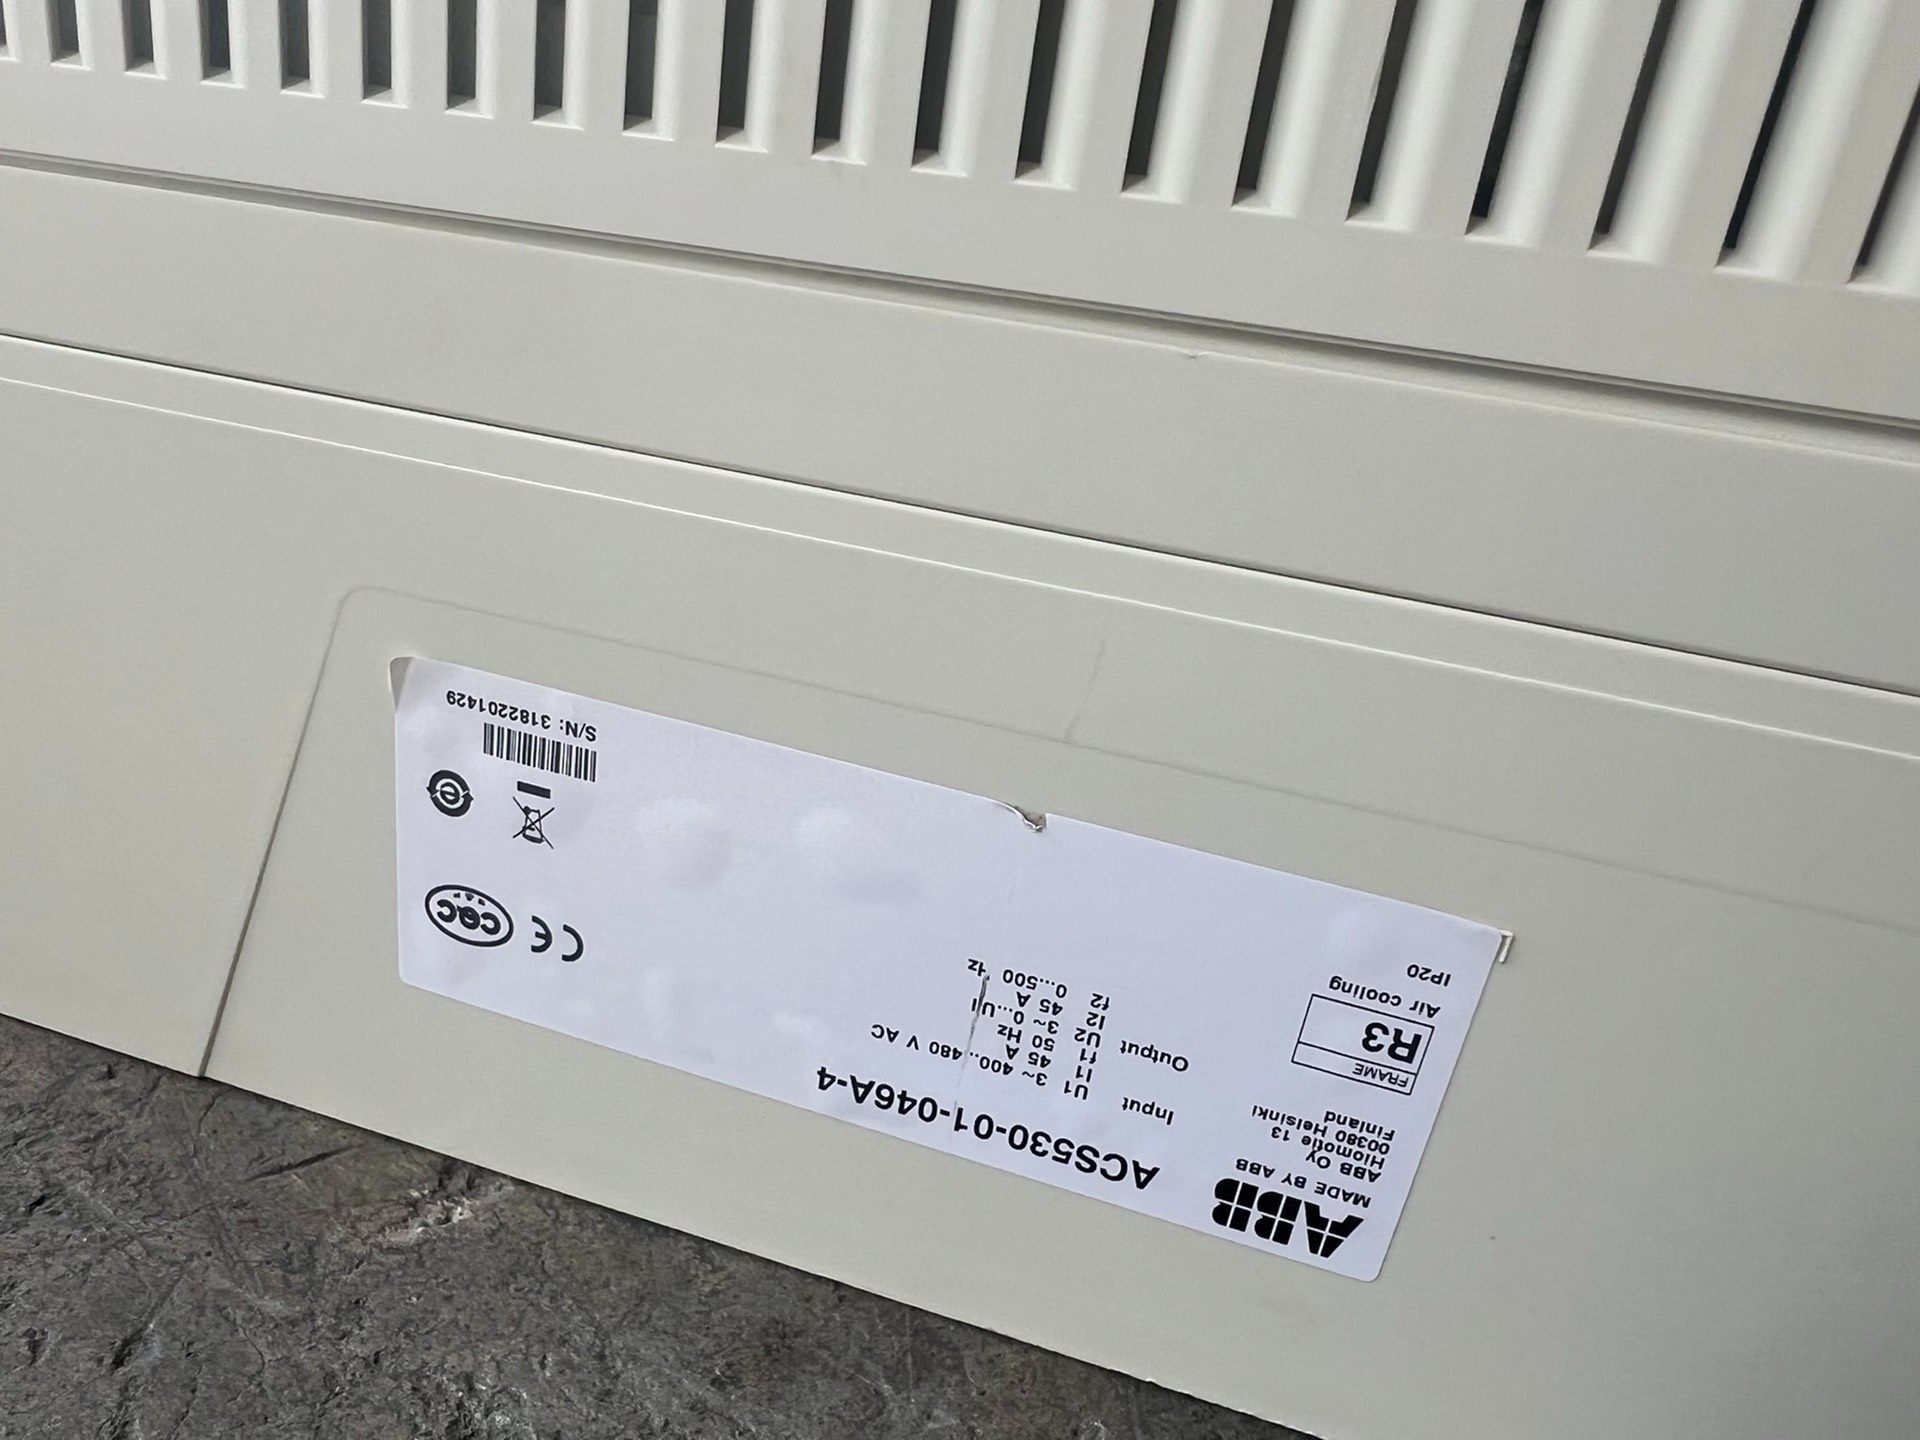 ABB
MADE BY ABB
ABB Oy
Hiomotie 13
00380 Helsinki
Finland
FRAME
R3
Air cooling
IP20
ACS530-01-046A-4
Input U1 3~ 400...480 V AC
I1 45 A
f1 50 Hz
Output U2 3~ 0...U1
I2 45 A
f2 0...500 Hz
CE CQC
e
S/N: 3182201429